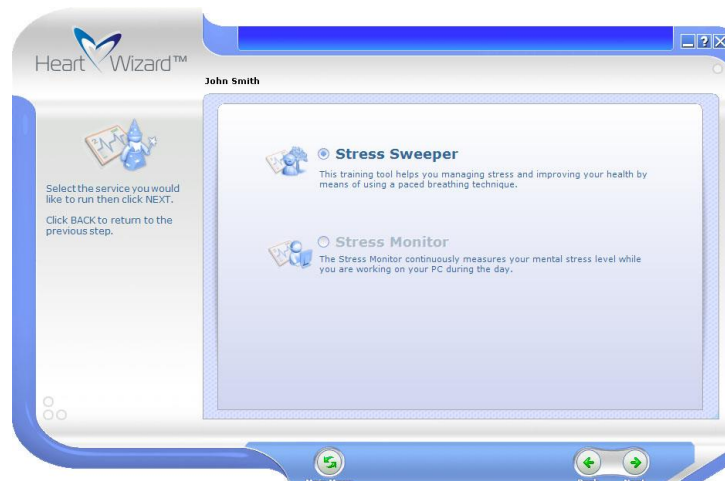 Heart Wizard™
John Smith
Select the service you would
like to run then click NEXT.
Click BACK to return to the
previous step.
Stress Sweeper
This training tool helps you managing stress and improving your health by
means of using a paced breathing technique.
Stress Monitor
The Stress Monitor continuously measures your mental stress level while
you are working on your PC during the day.